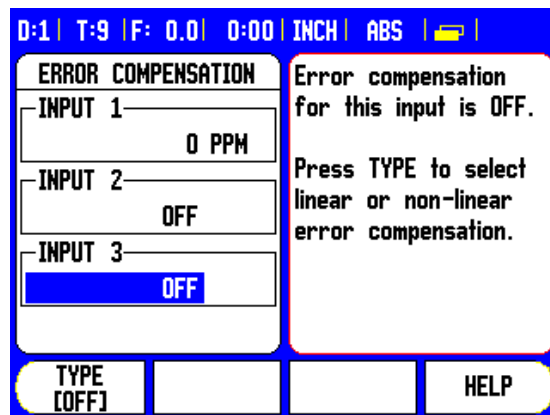 D:1| T:9 |F: 0.0| 0:00| INCH| ABS | |
ERROR COMPENSATION
INPUT 1
0 PPM
INPUT 2
OFF
INPUT 3
OFF
Error compensation
for this input is OFF.
Press TYPE to select
linear or non-linear
error compensation.
TYPE
[OFF]
HELP